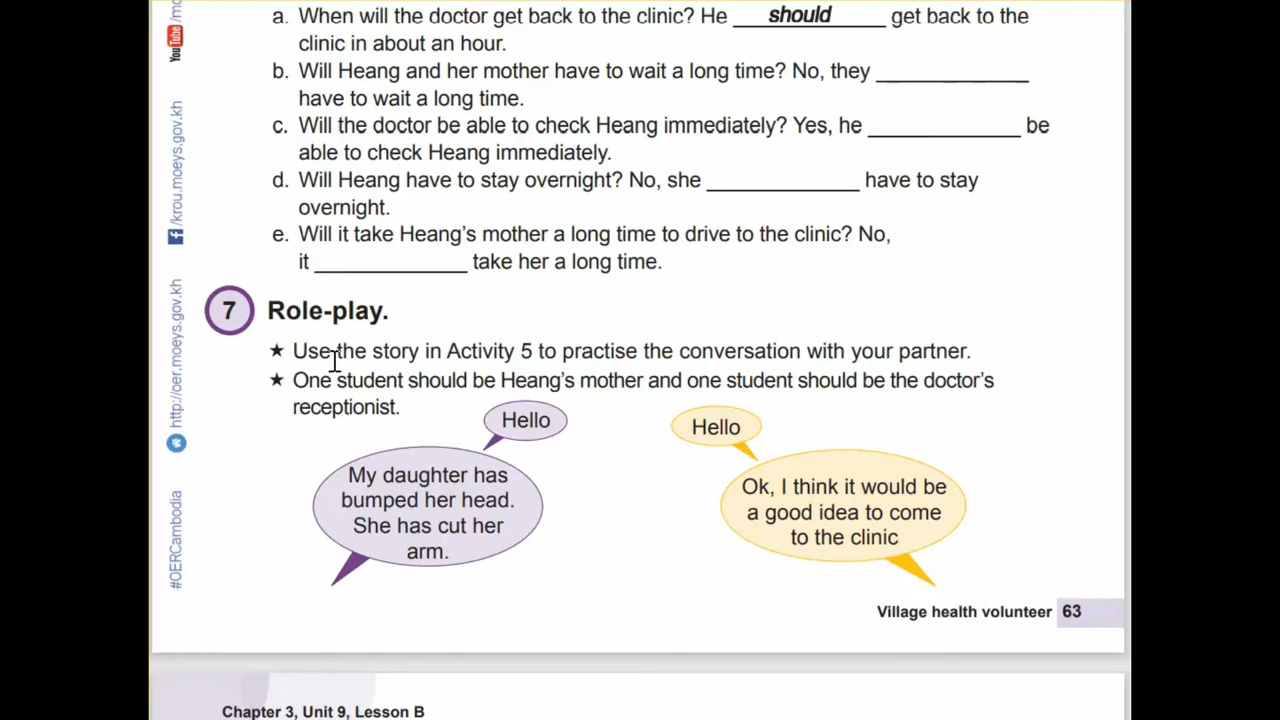 a. When will the doctor get back to the clinic? He should get back to the
clinic in about an hour.
b. Will Heang and her mother have to wait a long time? No, they ____________
have to wait a long time.
c. Will the doctor be able to check Heang immediately? Yes, he ____________ be
able to check Heang immediately.
d. Will Heang have to stay overnight? No, she ____________ have to stay
overnight.
e. Will it take Heang's mother a long time to drive to the clinic? No,
it ____________ take her a long time.
7 Role-play.
★ Use the story in Activity 5 to practise the conversation with your partner.
★ One student should be Heang's mother and one student should be the doctor's
receptionist.
Hello
My daughter has
bumped her head.
She has cut her
arm.
Hello
Ok, I think it would be
a good idea to come
to the clinic
Village health volunteer 63
Chapter 3, Unit 9, Lesson B
#OERCambodia
http://oer.moeys.gov.kh
/krou.moeys.gov.kh
YouTube